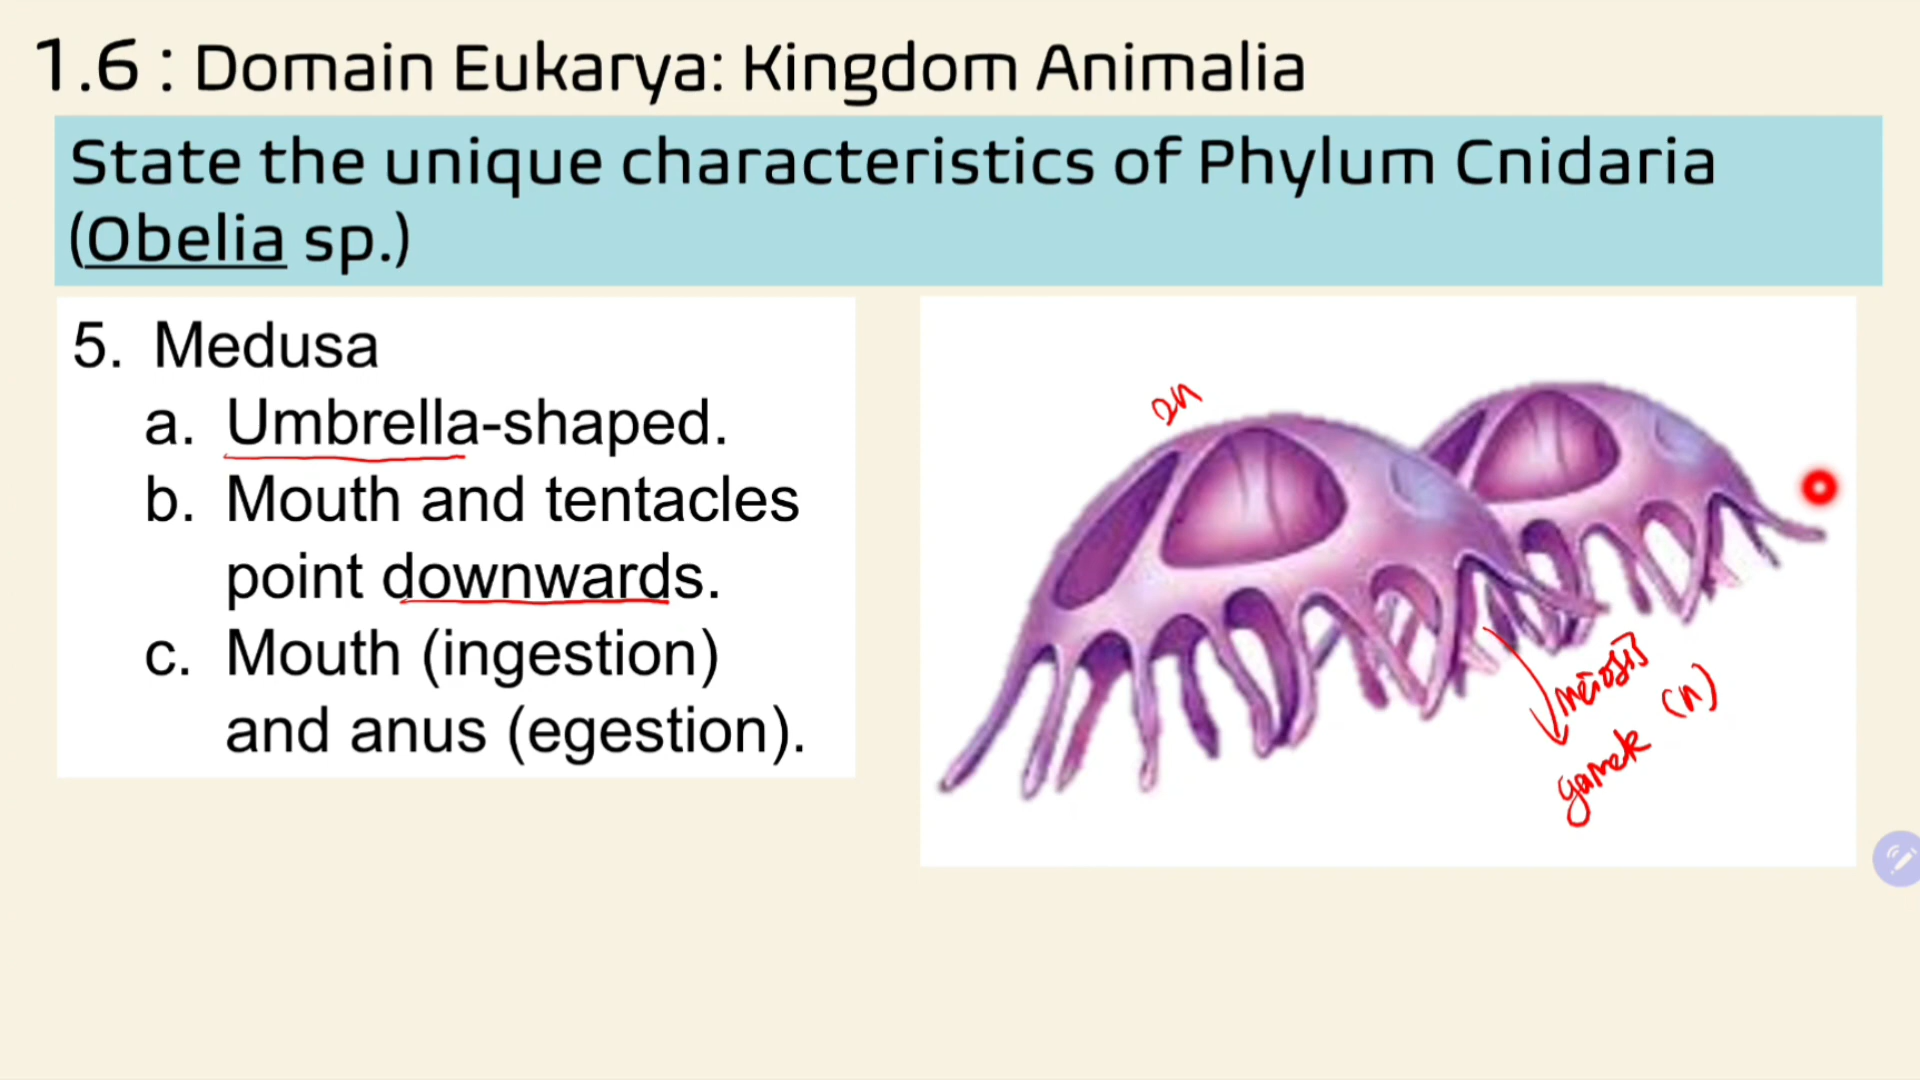 1.6 : Domain Eukarya: Kingdom Animalia
State the unique characteristics of Phylum Cnidaria
(Obelia sp.)
5. Medusa
a. Umbrella-shaped.
b. Mouth and tentacles
point downwards.
c. Mouth (ingestion)
and anus (egestion).
2n
meiosis
gamet (n)